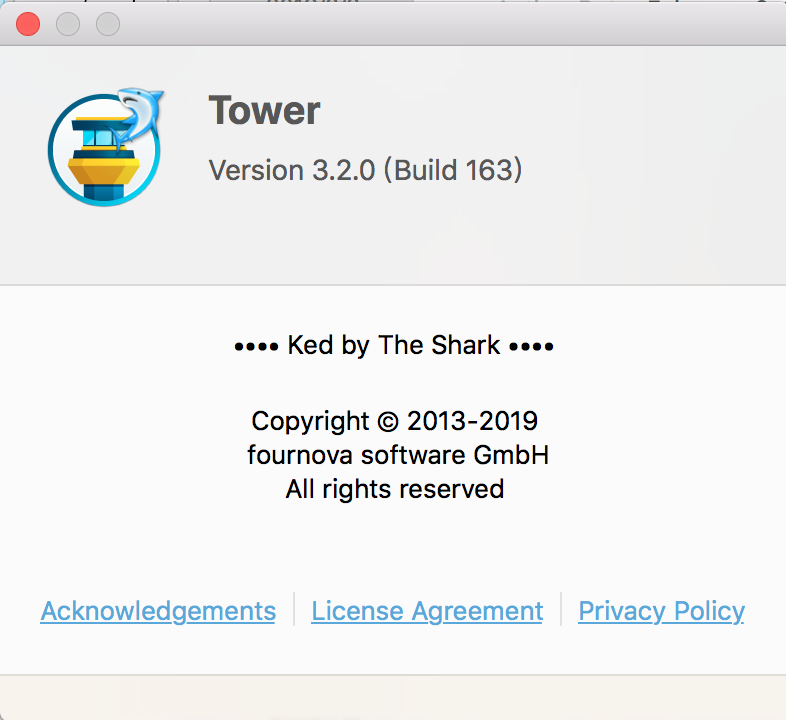 Tower
Version 3.2.0 (Build 163)
•••• Ked by The Shark ••••
Copyright © 2013-2019
fournova software GmbH
All rights reserved
Acknowledgements
License Agreement
Privacy Policy